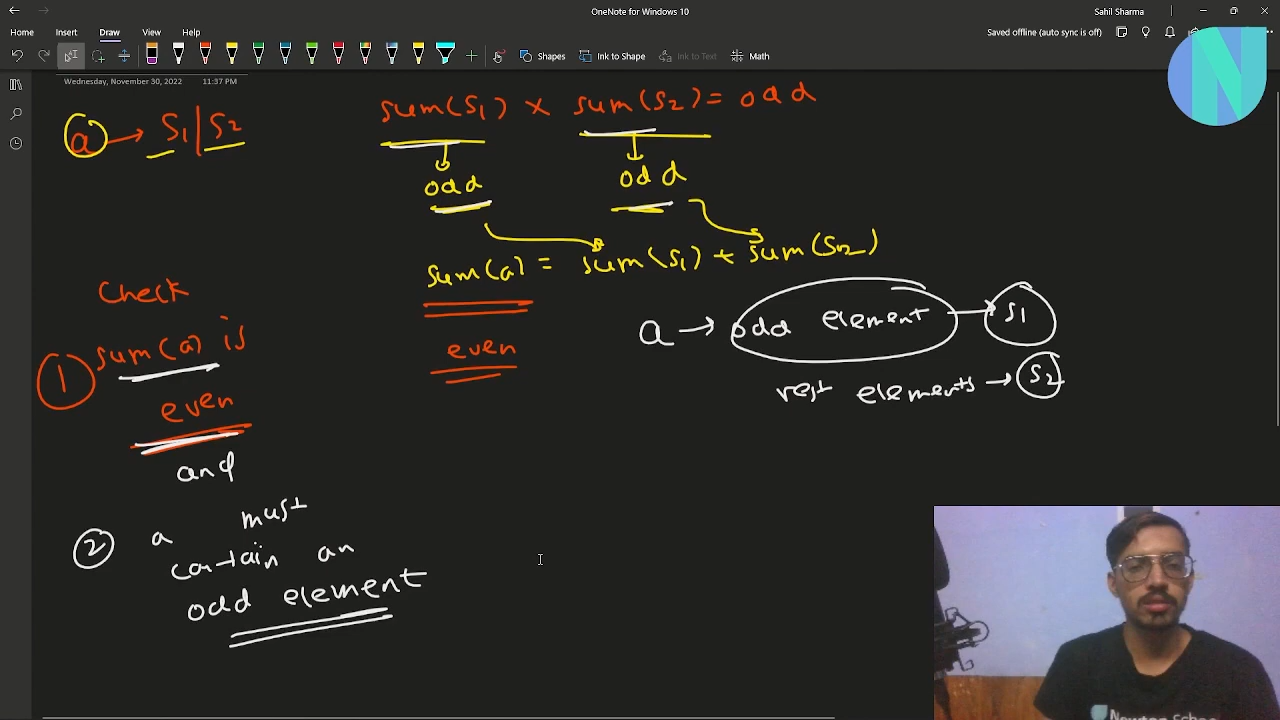 OneNote for Windows 10
Sahil Sharma
Home Insert Draw View Help
Saved offline (auto sync is off)
Shapes Ink to Shape Ink to Text Math
Wednesday, November 30, 2022 11:37 PM
a → S1 | S2
sum(S1) x sum(S2) = odd
odd odd
sum(a) = sum(S1) + sum(S2)
even
a → odd element → S1
rest elements → S2
Check
1 sum(a) is
even
and
2 a must
contain an
odd element
N